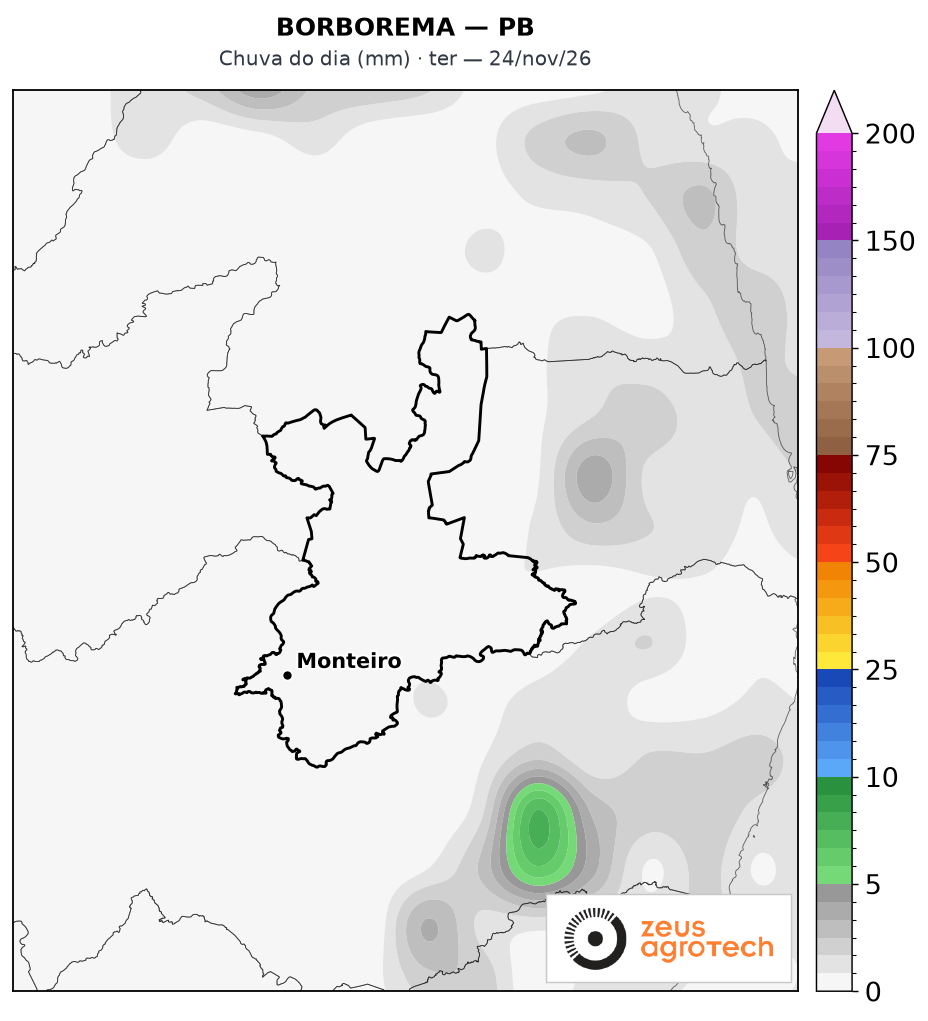 BORBOREMA — PB
Chuva do dia (mm) · ter — 24/nov/26
200
150
100
75
50
25
10
5
0
Monteiro
zeus
agrotech